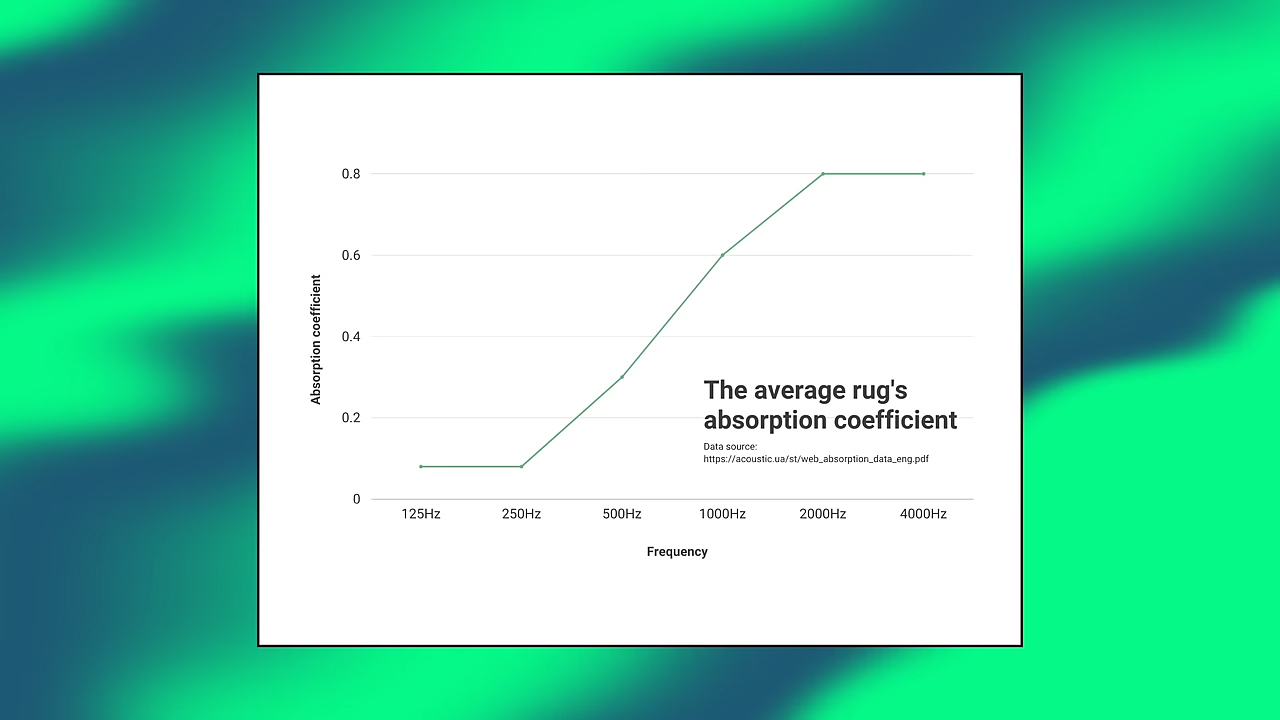 0.8
0.6
0.4
0.2
0
Absorption coefficient
The average rug's
absorption coefficient
Data source:
https://acoustic.ua/st/web_absorption_data_eng.pdf
125Hz 250Hz 500Hz 1000Hz 2000Hz 4000Hz
Frequency